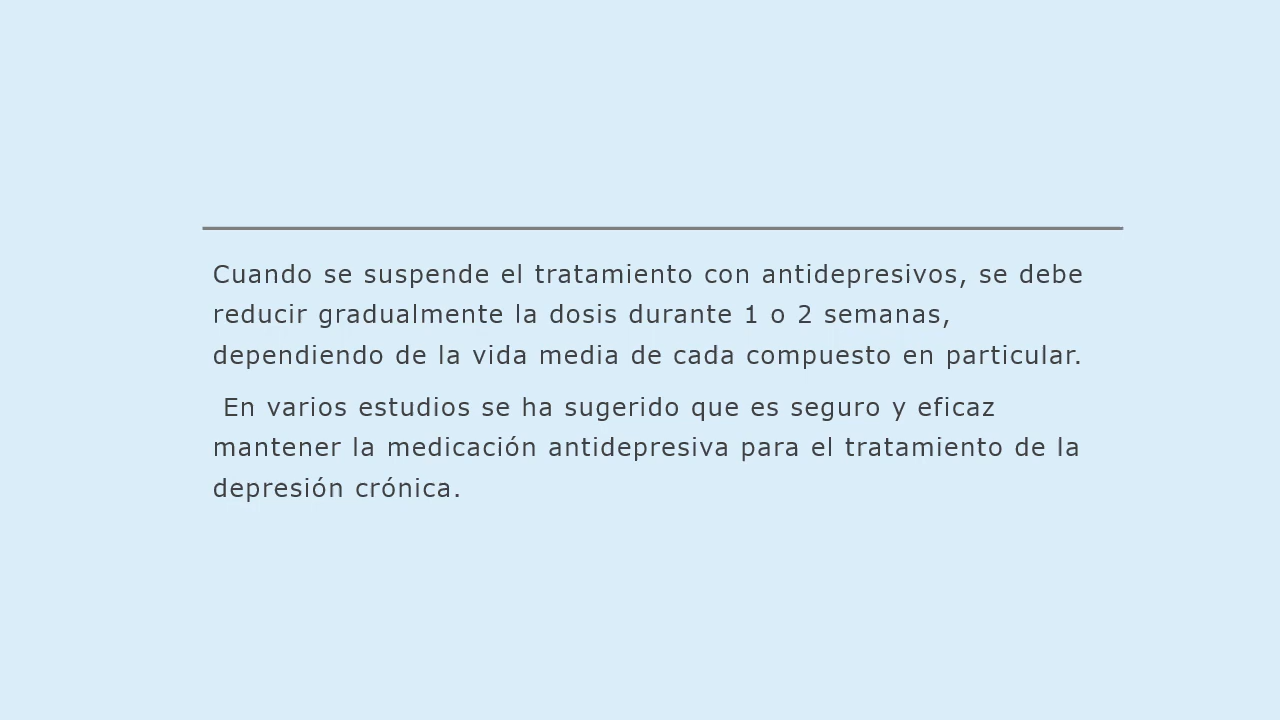 Cuando se suspende el tratamiento con antidepresivos, se debe
reducir gradualmente la dosis durante 1 o 2 semanas,
dependiendo de la vida media de cada compuesto en particular.
En varios estudios se ha sugerido que es seguro y eficaz
mantener la medicación antidepresiva para el tratamiento de la
depresión crónica.